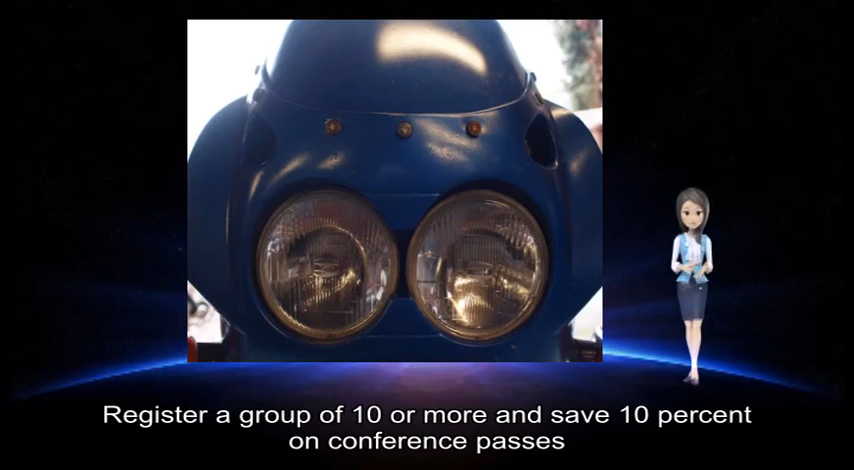 Register a group of 10 or more and save 10 percent
on conference passes